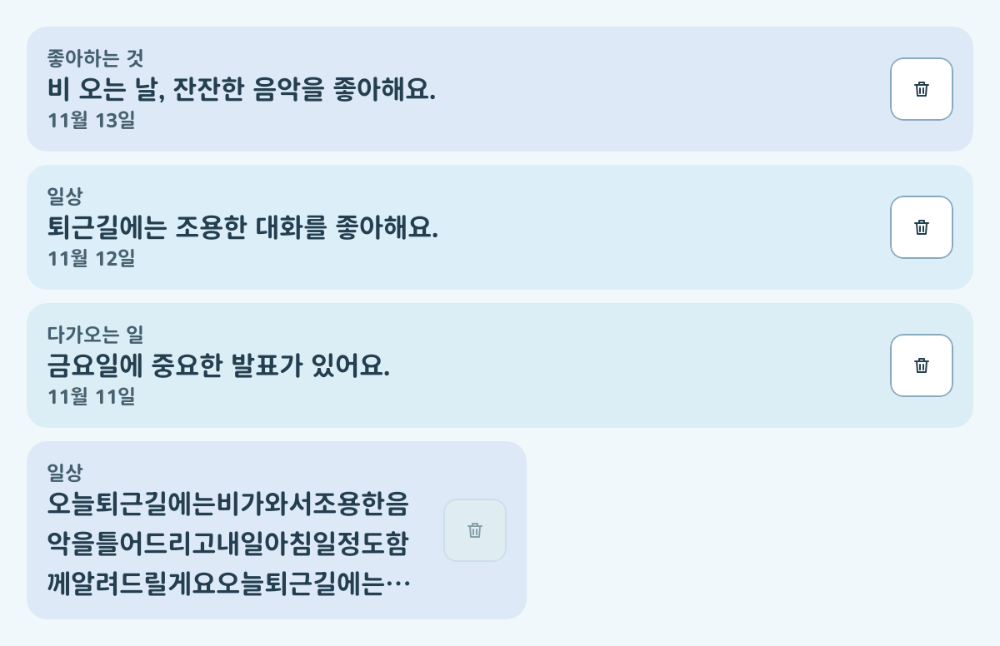 좋아하는 것
비 오는 날, 잔잔한 음악을 좋아해요.
11월 13일
일상
퇴근길에는 조용한 대화를 좋아해요.
11월 12일
다가오는 일
금요일에 중요한 발표가 있어요.
11월 11일
일상
오늘퇴근길에는비가와서조용한음
악을틀어드리고내일아침일정도함
께알려드릴게요오늘퇴근길에는…